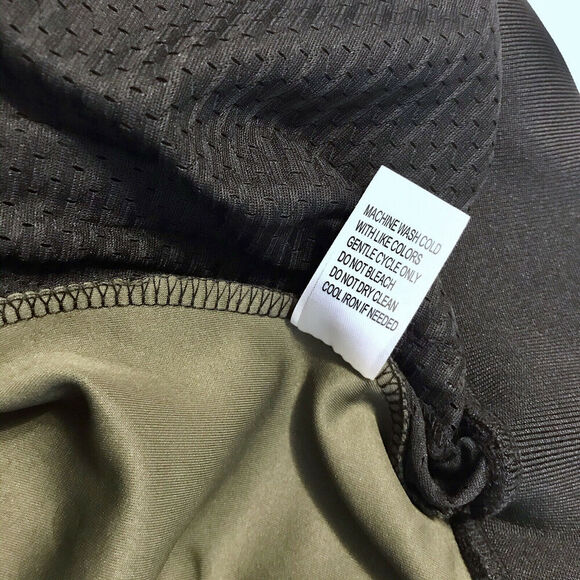 MACHINE WASH COLD
WITH LIKE COLORS
GENTLE CYCLE ONLY
DO NOT BLEACH
DO NOT DRY CLEAN
COOL IRON IF NEEDED